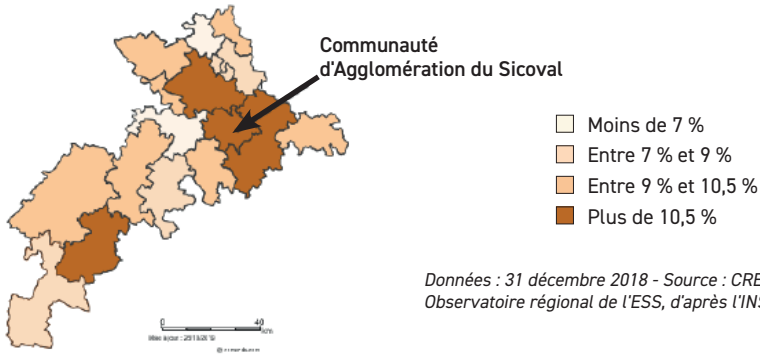 Communauté
d'Agglomération du Sicoval
Moins de 7 %
Entre 7 % et 9 %
Entre 9 % et 10,5 %
Plus de 10,5 %
Données : 31 décembre 2018 - Source : CRE
Observatoire régional de l'ESS, d'après l'INS
0 40
km